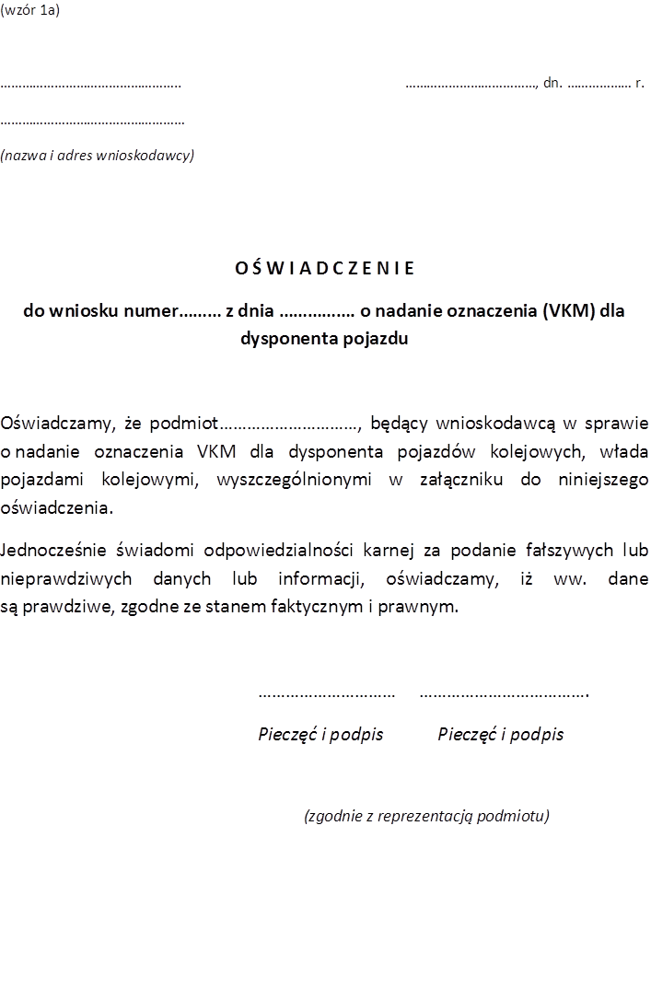 (wzór 1a)
…………………………………………….. ………………………………, dn. ……………… r.
…………………………………………….
(nazwa i adres wnioskodawcy)
O Ś W I A D C Z E N I E
do wniosku numer......... z dnia ................ o nadanie oznaczenia (VKM) dla
dysponenta pojazdu
Oświadczamy, że podmiot…………………………, będący wnioskodawcą w sprawie
o nadanie oznaczenia VKM dla dysponenta pojazdów kolejowych, włada
pojazdami kolejowymi, wyszczególnionymi w załączniku do niniejszego
oświadczenia.
Jednocześnie świadomi odpowiedzialności karnej za podanie fałszywych lub
nieprawdziwych danych lub informacji, oświadczamy, iż ww. dane
są prawdziwe, zgodne ze stanem faktycznym i prawnym.
………………………… ……………………………….
Pieczęć i podpis Pieczęć i podpis
(zgodnie z reprezentacją podmiotu)